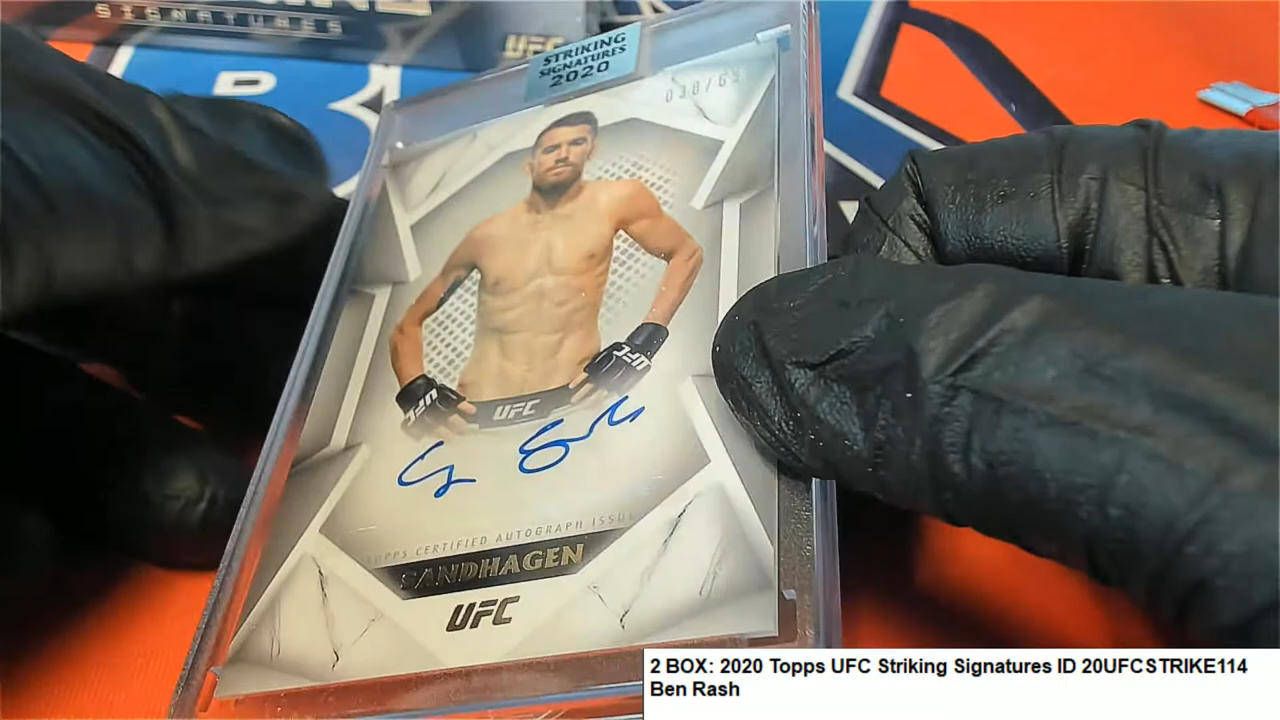 SIGNATURES
UFC
STRIKING
SIGNATURES
2020
UFC
UFC
UFC
TOPPS CERTIFIED AUTOGRAPH ISSUE
SANDHAGEN
UFC
2 BOX: 2020 Topps UFC Striking Signatures ID 20UFCSTRIKE114
Ben Rash